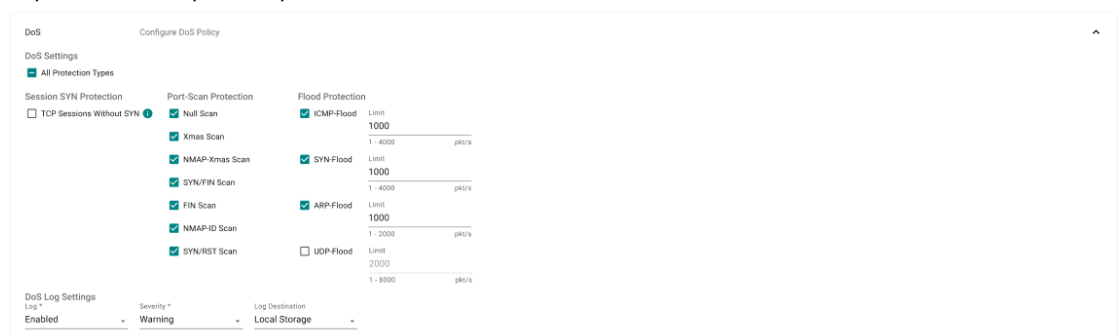 DoS Configure DoS Policy
DoS Settings
All Protection Types
Session SYN Protection Port-Scan Protection Flood Protection
TCP Sessions Without SYN Null Scan ICMP-Flood Limit
1000
Xmas Scan 1 - 4000 pkt/s
NMAP-Xmas Scan SYN-Flood Limit
1000
SYN/FIN Scan 1 - 4000 pkt/s
FIN Scan ARP-Flood Limit
1000
NMAP-ID Scan 1 - 2000 pkt/s
SYN/RST Scan UDP-Flood Limit
2000
1 - 8000 pkt/s
DoS Log Settings
Log * Severity * Log Destination
Enabled Warning Local Storage